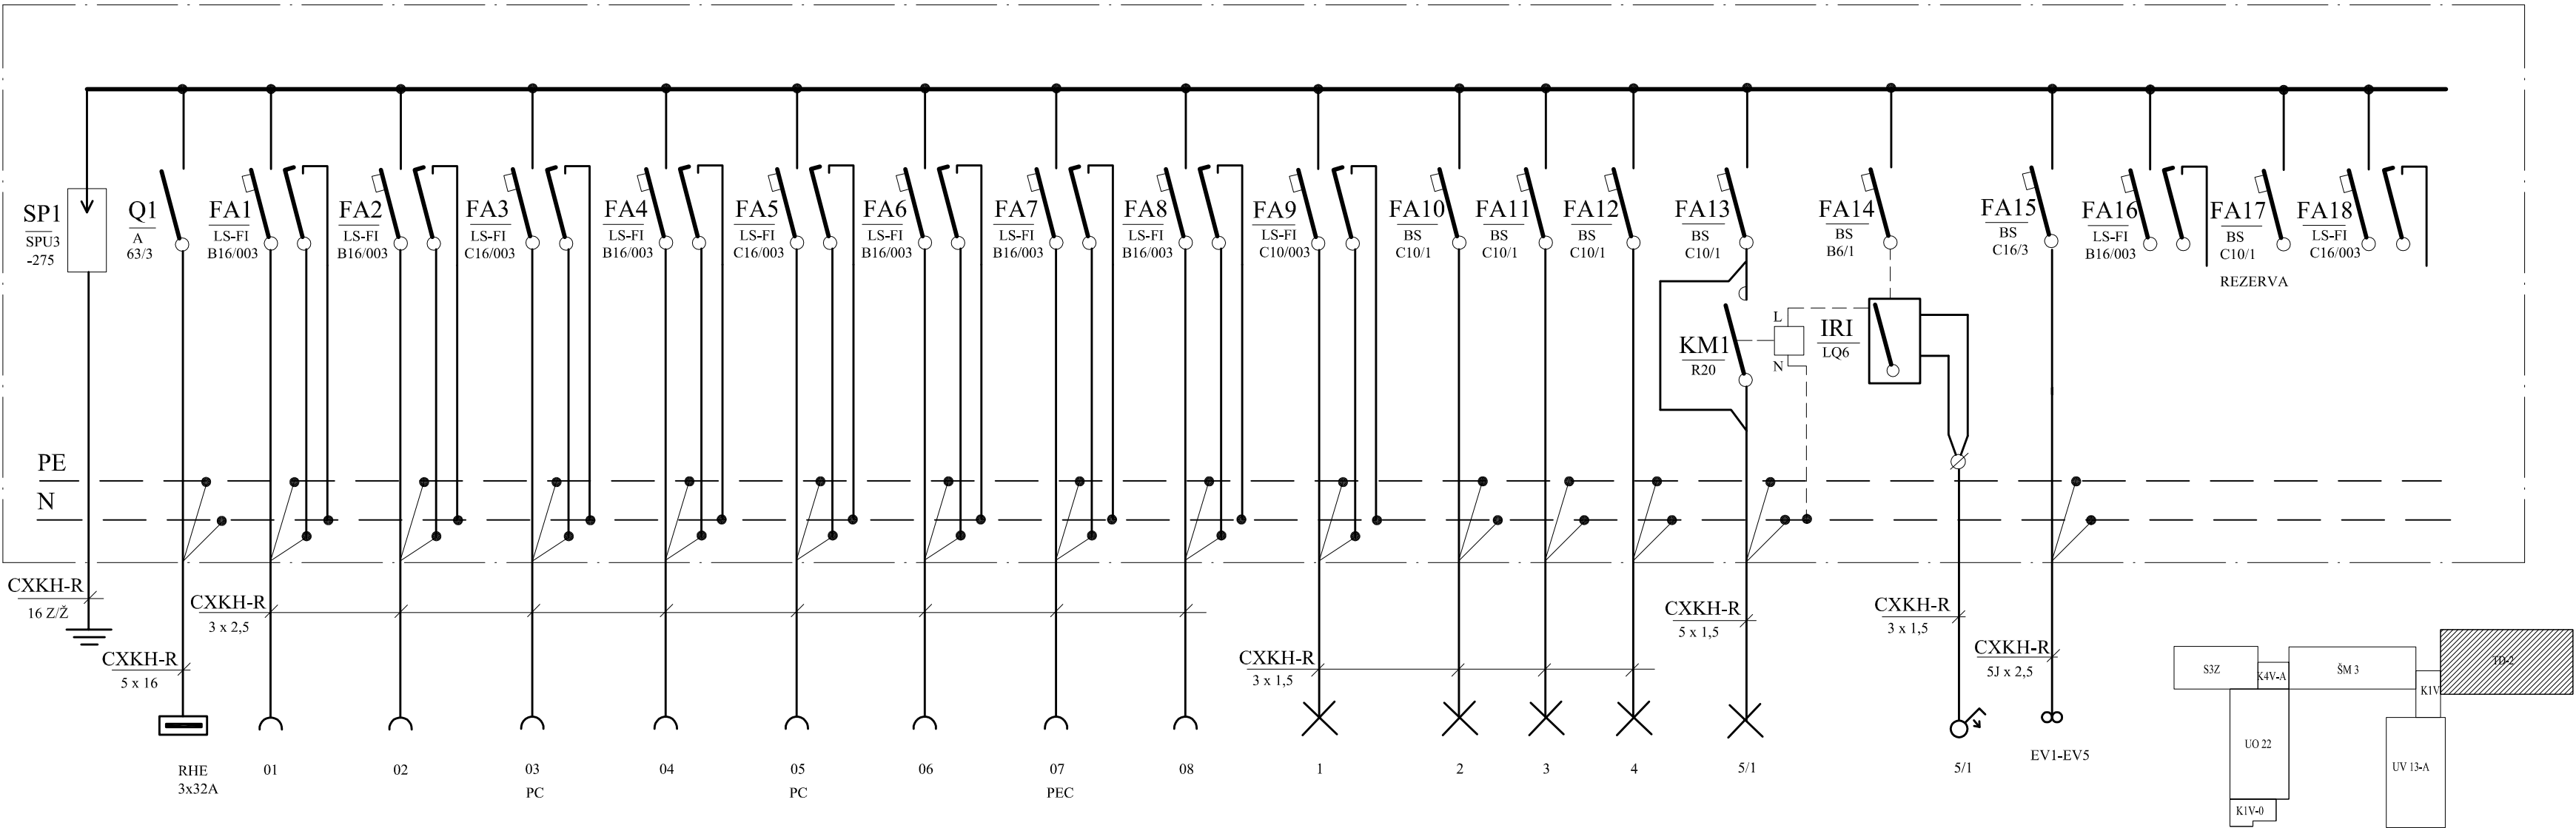 SP1
SPU3
-275
Q1
A
63/3
FA1
LS-FI
B16/003
FA2
LS-FI
B16/003
FA3
LS-FI
C16/003
FA4
LS-FI
B16/003
FA5
LS-FI
C16/003
FA6
LS-FI
B16/003
FA7
LS-FI
B16/003
FA8
LS-FI
B16/003
FA9
LS-FI
C10/003
FA10
BS
C10/1
FA11
BS
C10/1
FA12
BS
C10/1
FA13
BS
C10/1
FA14
BS
B6/1
FA15
BS
C16/3
FA16
LS-FI
B16/003
FA17
BS
C10/1
FA18
LS-FI
C16/003
REZERVA
KM1
R20
L
N
IRI
LQ6
PE
N
CXKH-R
16 Z/Ž
CXKH-R
5 x 16
CXKH-R
3 x 2,5
CXKH-R
3 x 1,5
CXKH-R
5 x 1,5
CXKH-R
3 x 1,5
CXKH-R
5J x 2,5
RHE
3x32A
01
02
03
PC
04
05
PC
06
07
PEC
08
1
2
3
4
5/1
5/1
EV1-EV5
S3Z
K4V-A
ŠM 3
K1V
TD-2
UO 22
UV 13-A
K1V-0